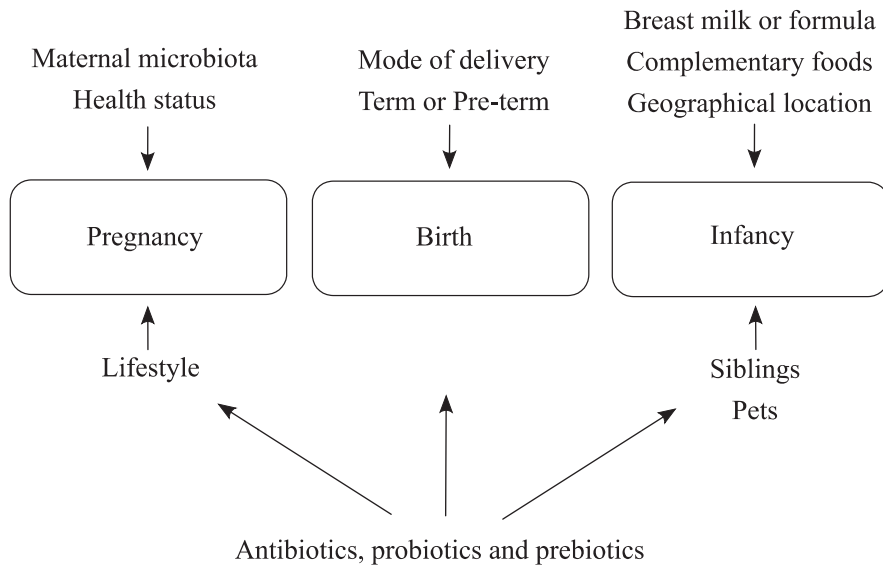 Maternal microbiota
Health status
Mode of delivery
Term or Pre-term
Breast milk or formula
Complementary foods
Geographical location
Pregnancy
Birth
Infancy
Lifestyle
Siblings
Pets
Antibiotics, probiotics and prebiotics